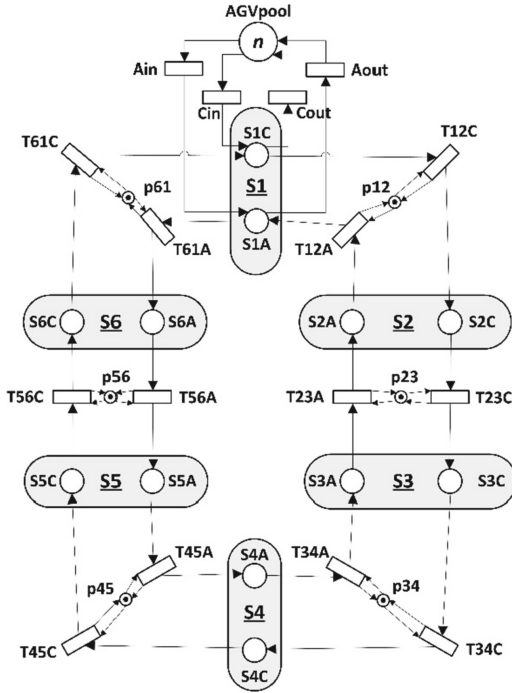 AGVpool
n
Ain
Aout
Cin
Cout
T61C
S1C
T12C
p61
S1
p12
T61A
S1A
T12A
S6C
S6
S6A
S2A
S2
S2C
p56
p23
T56C
T56A
T23A
T23C
S5C
S5
S5A
S3A
S3
S3C
T45A
S4A
T34A
p45
S4
p34
T45C
S4C
T34C